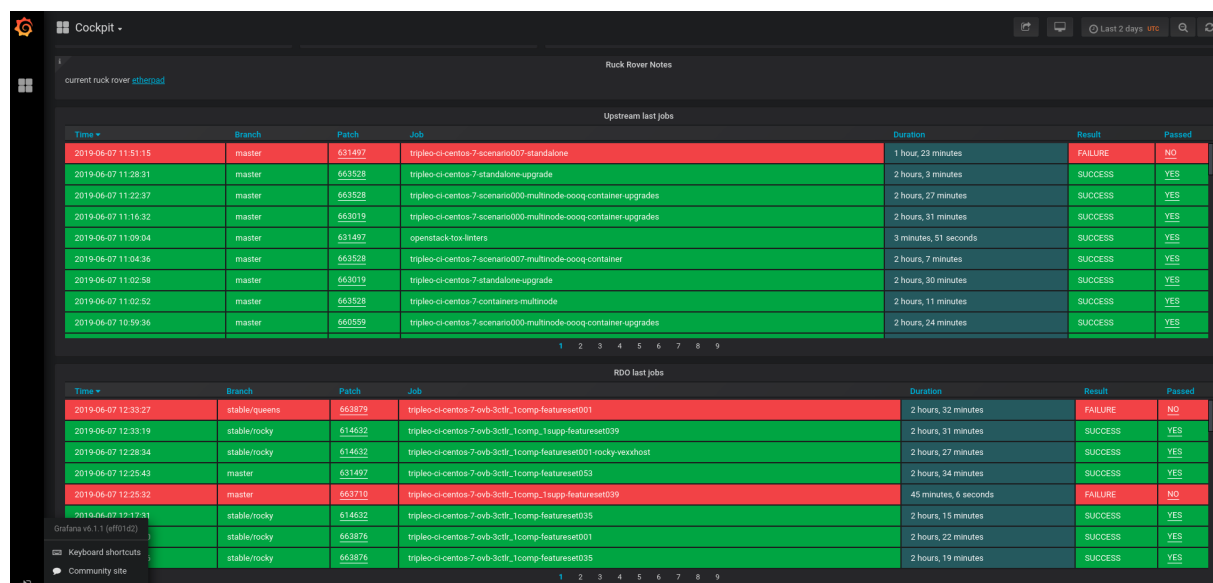 Cockpit
Last 2 days UTC
Ruck Rover Notes
current ruck rover etherpad
Upstream last jobs
Time Branch Patch Job Duration Result Passed
2019-06-07 11:51:15 master 631497 tripleo-ci-centos-7-scenario007-standalone 1 hour, 23 minutes FAILURE NO
2019-06-07 11:28:31 master 663528 tripleo-ci-centos-7-standalone-upgrade 2 hours, 3 minutes SUCCESS YES
2019-06-07 11:22:37 master 663528 tripleo-ci-centos-7-scenario000-multinode-oooq-container-upgrades 2 hours, 27 minutes SUCCESS YES
2019-06-07 11:16:32 master 663019 tripleo-ci-centos-7-scenario000-multinode-oooq-container-upgrades 2 hours, 31 minutes SUCCESS YES
2019-06-07 11:09:04 master 631497 openstack-tox-linters 3 minutes, 51 seconds SUCCESS YES
2019-06-07 11:04:36 master 663528 tripleo-ci-centos-7-scenario007-multinode-oooq-container 2 hours, 7 minutes SUCCESS YES
2019-06-07 11:02:58 master 663019 tripleo-ci-centos-7-standalone-upgrade 2 hours, 30 minutes SUCCESS YES
2019-06-07 11:02:52 master 663528 tripleo-ci-centos-7-containers-multinode 2 hours, 11 minutes SUCCESS YES
2019-06-07 10:59:36 master 660559 tripleo-ci-centos-7-scenario000-multinode-oooq-container-upgrades 2 hours, 24 minutes SUCCESS YES
1 2 3 4 5 6 7 8 9
RDO last jobs
Time Branch Patch Job Duration Result Passed
2019-06-07 12:33:27 stable/queens 663879 tripleo-ci-centos-7-ovb-3ctlr_1comp-featureset001 2 hours, 32 minutes FAILURE NO
2019-06-07 12:33:19 stable/rocky 614632 tripleo-ci-centos-7-ovb-3ctlr_1comp_1supp-featureset039 2 hours, 31 minutes SUCCESS YES
2019-06-07 12:28:34 stable/rocky 614632 tripleo-ci-centos-7-ovb-3ctlr_1comp-featureset001-rocky-vexxhost 2 hours, 27 minutes SUCCESS YES
2019-06-07 12:25:43 master 631497 tripleo-ci-centos-7-ovb-3ctlr_1comp-featureset053 2 hours, 34 minutes SUCCESS YES
2019-06-07 12:25:32 master 663710 tripleo-ci-centos-7-ovb-3ctlr_1comp_1supp-featureset039 45 minutes, 6 seconds FAILURE NO
2019-06-07 12:17:31 stable/rocky 614632 tripleo-ci-centos-7-ovb-3ctlr_1comp-featureset035 2 hours, 15 minutes SUCCESS YES
Grafana v6.1.1 (eff01d2)
stable/rocky 663876 tripleo-ci-centos-7-ovb-3ctlr_1comp-featureset001 2 hours, 22 minutes SUCCESS YES
Keyboard shortcuts
stable/rocky 663876 tripleo-ci-centos-7-ovb-3ctlr_1comp-featureset035 2 hours, 19 minutes SUCCESS YES
Community site
1 2 3 4 5 6 7 8 9